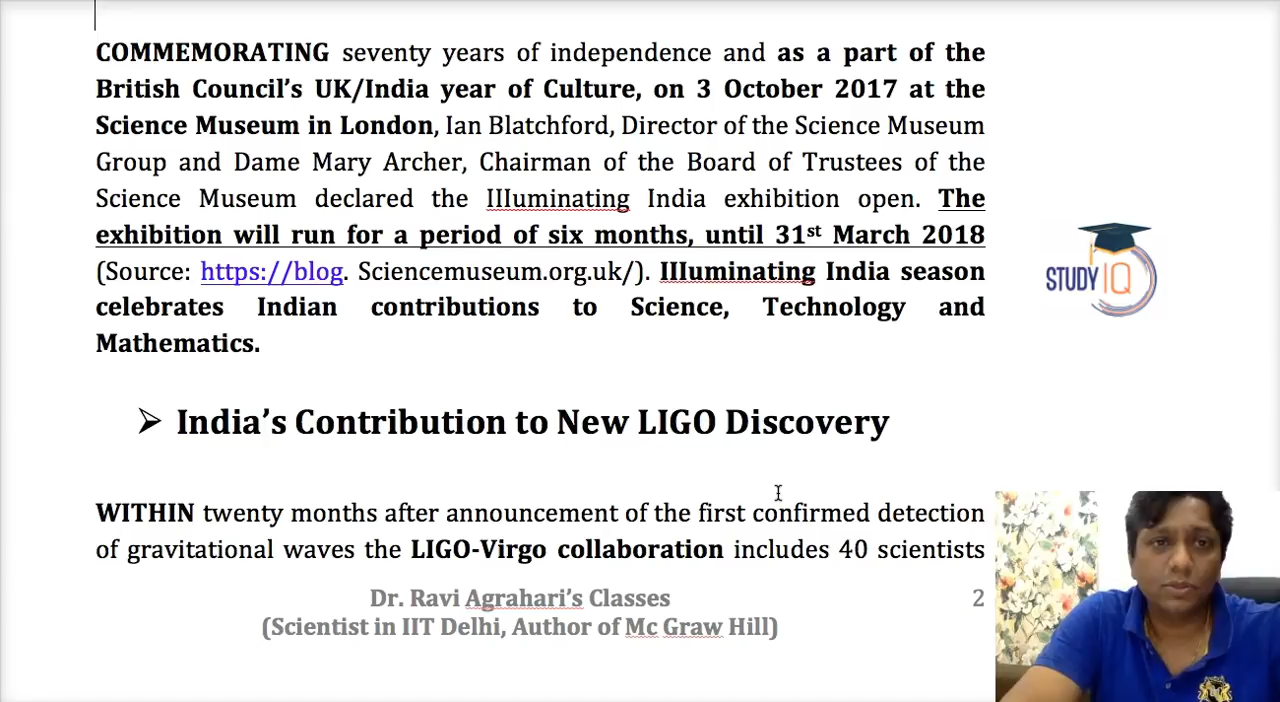 COMMEMORATING seventy years of independence and as a part of the
British Council’s UK/India year of Culture, on 3 October 2017 at the
Science Museum in London, Ian Blatchford, Director of the Science Museum
Group and Dame Mary Archer, Chairman of the Board of Trustees of the
Science Museum declared the IIIuminating India exhibition open. The
exhibition will run for a period of six months, until 31st March 2018
(Source: https://blog. Sciencemuseum.org.uk/). IIIuminating India season
celebrates Indian contributions to Science, Technology and
Mathematics.
STUDY IQ
➢ India’s Contribution to New LIGO Discovery
WITHIN twenty months after announcement of the first confirmed detection
of gravitational waves the LIGO-Virgo collaboration includes 40 scientists
Dr. Ravi Agrahari’s Classes 2
(Scientist in IIT Delhi, Author of Mc Graw Hill)